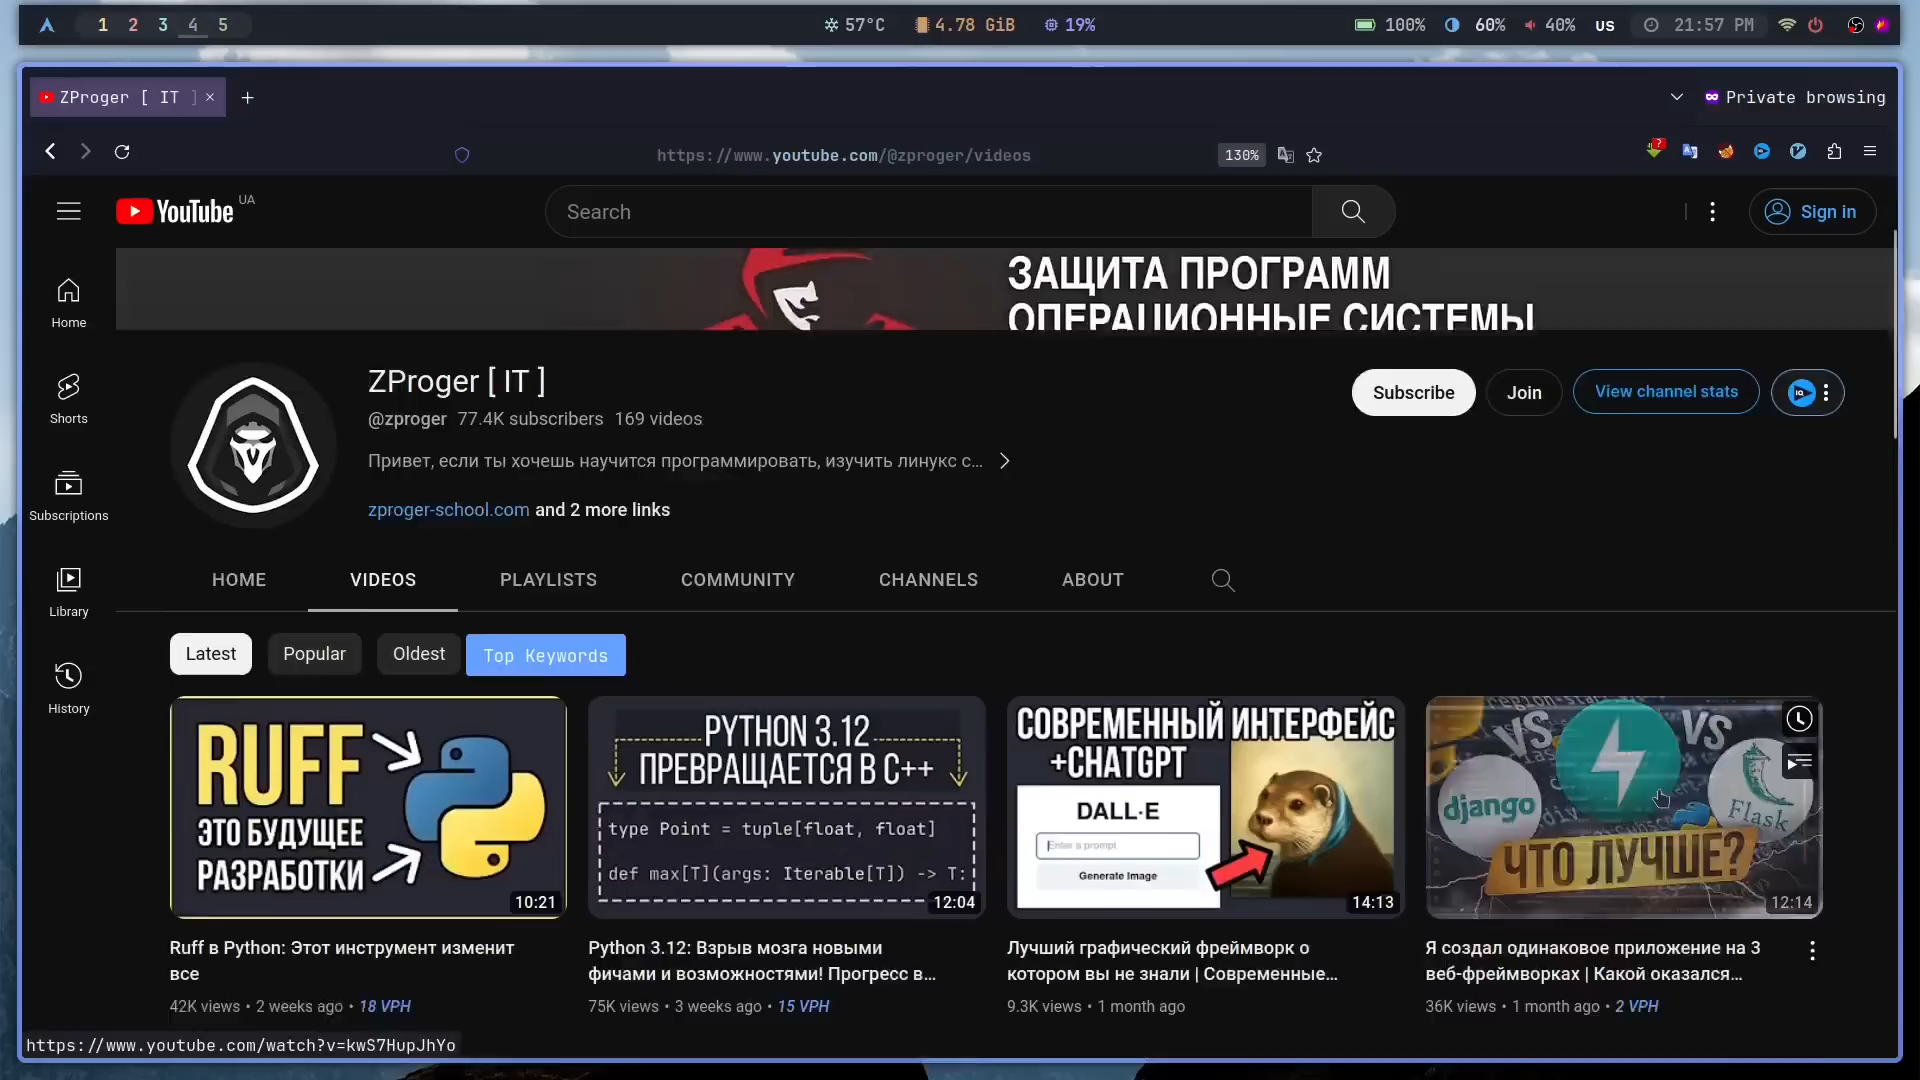 1 2 3 4 5
57°C 4.78 GiB 19%
100% 60% 40% US 21:57 PM
ZProger [ IT ] × +
Private browsing
https://www.youtube.com/@zproger/videos
130%
YouTube UA
Search
Sign in
ЗАЩИТА ПРОГРАММ
ОПЕРАЦИОННЫЕ СИСТЕМЫ
Home
Shorts
Subscriptions
Library
History
ZProger [ IT ]
@zproger 77.4K subscribers 169 videos
Привет, если ты хочешь научится программировать, изучить линукс с...
zproger-school.com and 2 more links
Subscribe
Join
View channel stats
HOME VIDEOS PLAYLISTS COMMUNITY CHANNELS ABOUT
Latest Popular Oldest Top Keywords
RUFF
ЭТО БУДУЩЕЕ
РАЗРАБОТКИ
10:21
Ruff в Python: Этот инструмент изменит
все
42K views • 2 weeks ago • 18 VPH
PYTHON 3.12
ПРЕВРАЩАЕТСЯ В C++
type Point = tuple[float, float]
def max[T](args: Iterable[T]) -> T:
12:04
Python 3.12: Взрыв мозга новыми
фичами и возможностями! Прогресс в...
75K views • 3 weeks ago • 15 VPH
СОВРЕМЕННЫЙ ИНТЕРФЕЙС
+CHATGPT
DALL·E
Enter a prompt
Generate Image
14:13
Лучший графический фреймворк о
котором вы не знали | Современные...
9.3K views • 1 month ago
VS VS
django
Flask
ЧТО ЛУЧШЕ?
12:14
Я создал одинаковое приложение на 3
веб-фреймворках | Какой оказался...
36K views • 1 month ago • 2 VPH
https://www.youtube.com/watch?v=kwS7HupJhYo